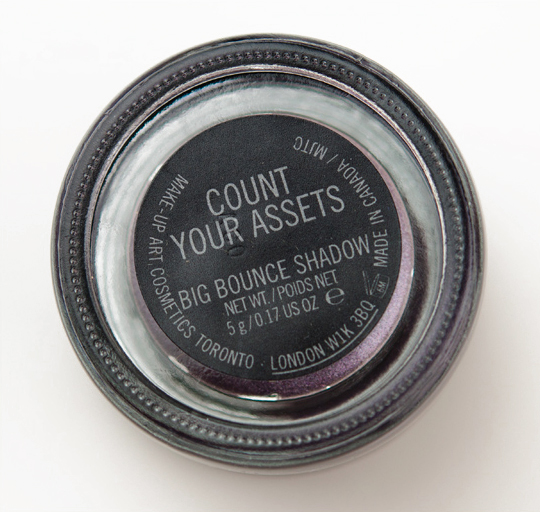 COUNT
YOUR ASSETS
BIG BOUNCE SHADOW
NET WT./POIDS NET
5 g/0.17 US OZ ℮
MAKE-UP ART COSMETICS TORONTO · LONDON W1K 3BQ
MADE IN CANADA / MJTC